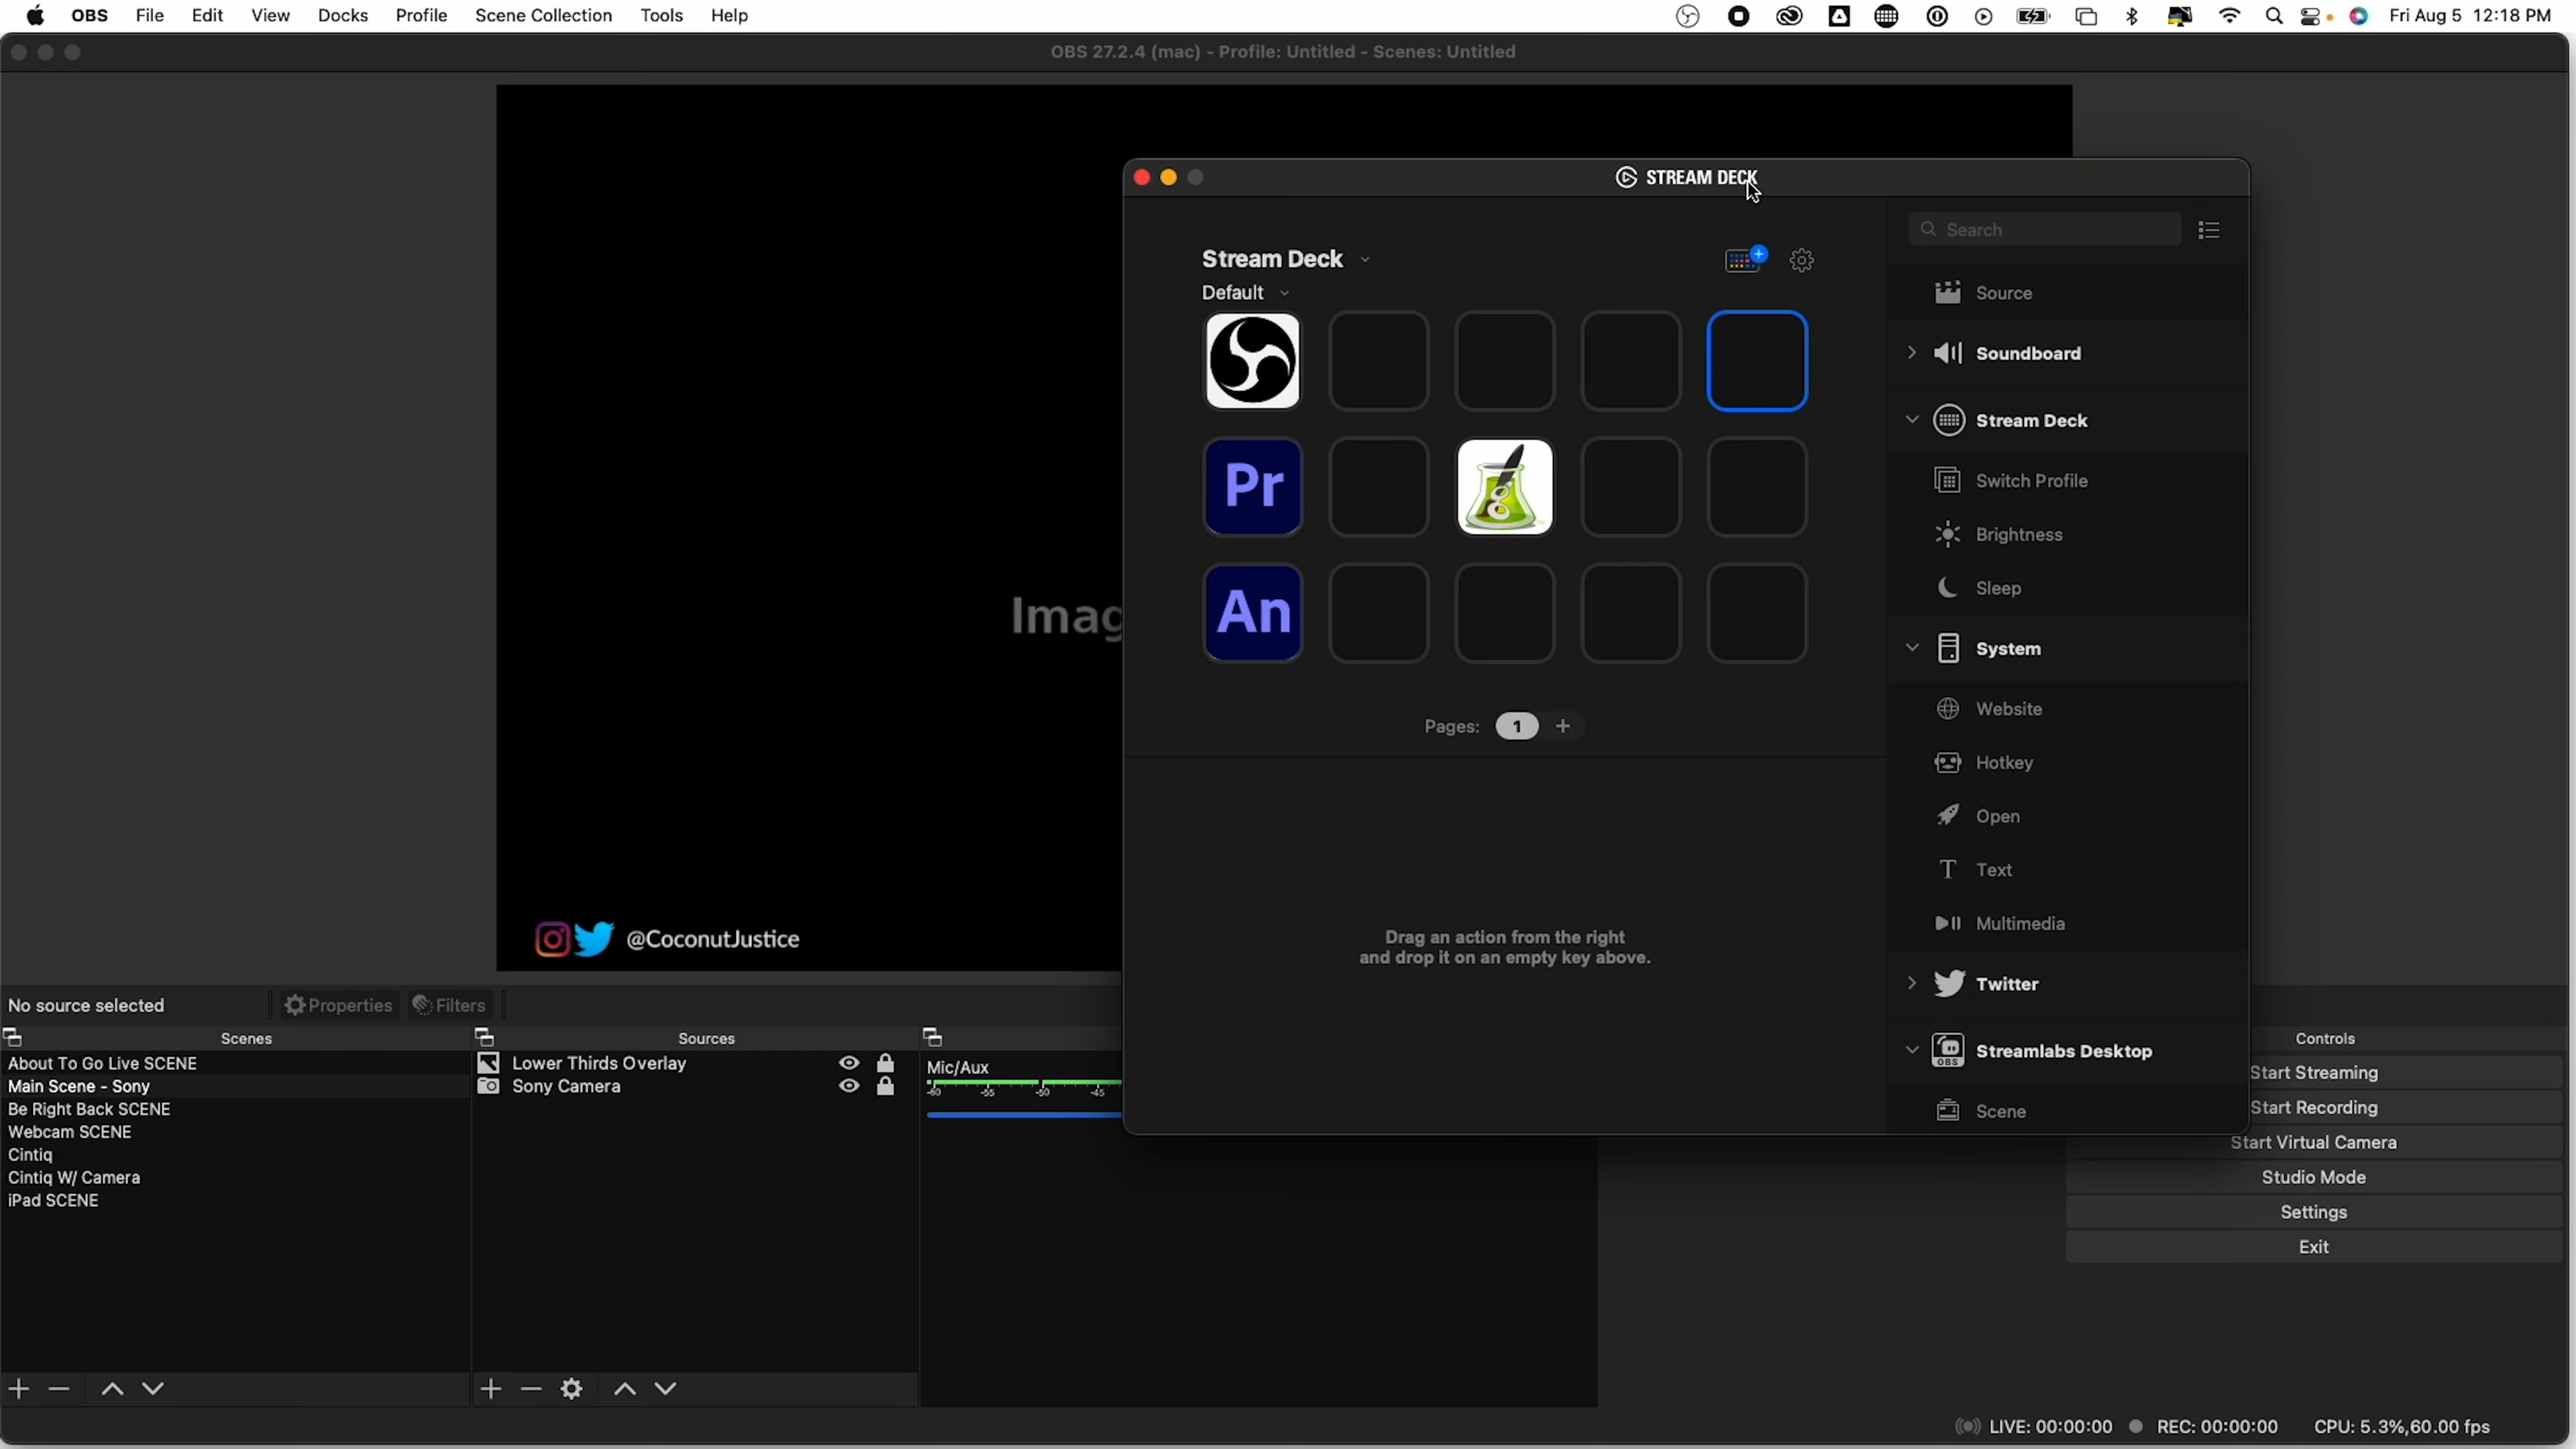 OBS File Edit View Docks Profile Scene Collection Tools Help Fri Aug 5 12:18 PM
OBS 27.2.4 (mac) - Profile: Untitled - Scenes: Untitled
STREAM DECK
Search
Stream Deck
Default
Source
Soundboard
Stream Deck
Pr
Switch Profile
Brightness
Sleep
An
Imag
System
Website
Pages: 1 +
Hotkey
Open
Text
Multimedia
Drag an action from the right
and drop it on an empty key above.
@CoconutJustice
Twitter
Streamlabs Desktop
OBS
Scene
No source selected Properties Filters
Scenes
About To Go Live SCENE
Main Scene - Sony
Be Right Back SCENE
Webcam SCENE
Cintiq
Cintiq W/ Camera
iPad SCENE
Sources
Lower Thirds Overlay
Sony Camera
Mic/Aux
-60 -55 -50 -45
Controls
Start Streaming
Start Recording
Start Virtual Camera
Studio Mode
Settings
Exit
LIVE: 00:00:00 REC: 00:00:00 CPU: 5.3%,60.00 fps